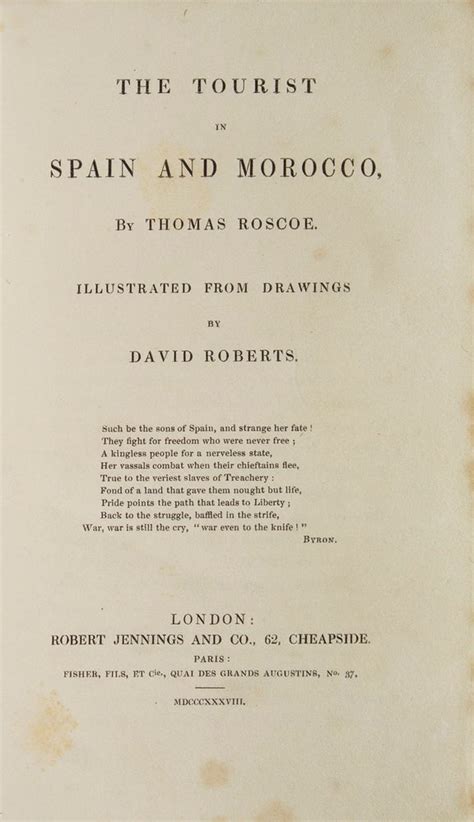 THE TOURIST
IN
SPAIN AND MOROCCO,
BY THOMAS ROSCOE.
ILLUSTRATED FROM DRAWINGS
BY
DAVID ROBERTS.
Such be the sons of Spain, and strange her fate !
They fight for freedom who were never free ;
A kingless people for a nerveless state,
Her vassals combat when their chieftains flee,
True to the veriest slaves of Treachery :
Fond of a land that gave them nought but life,
Pride points the path that leads to Liberty ;
Back to the struggle, baffled in the strife,
War, war is still the cry, “ war even to the knife ! ”
BYRON.
LONDON:
ROBERT JENNINGS AND CO., 62, CHEAPSIDE.
PARIS :
FISHER, FILS, ET Cie., QUAI DES GRANDS AUGUSTINS, No. 37.
MDCCCXXXVIII.